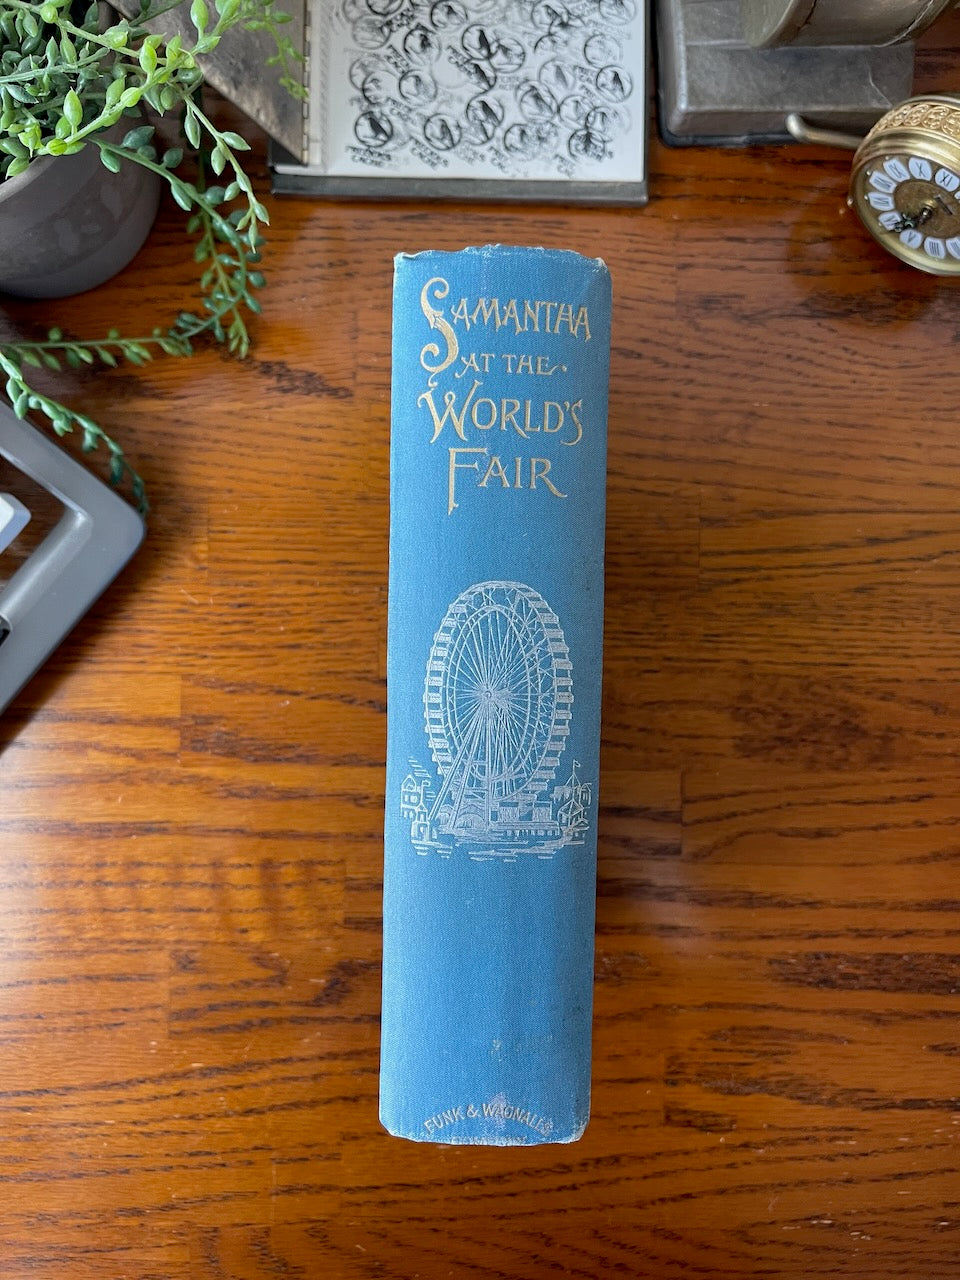 SAMANTHA
AT THE
WORLD'S
FAIR
FUNK & WAGNALLS